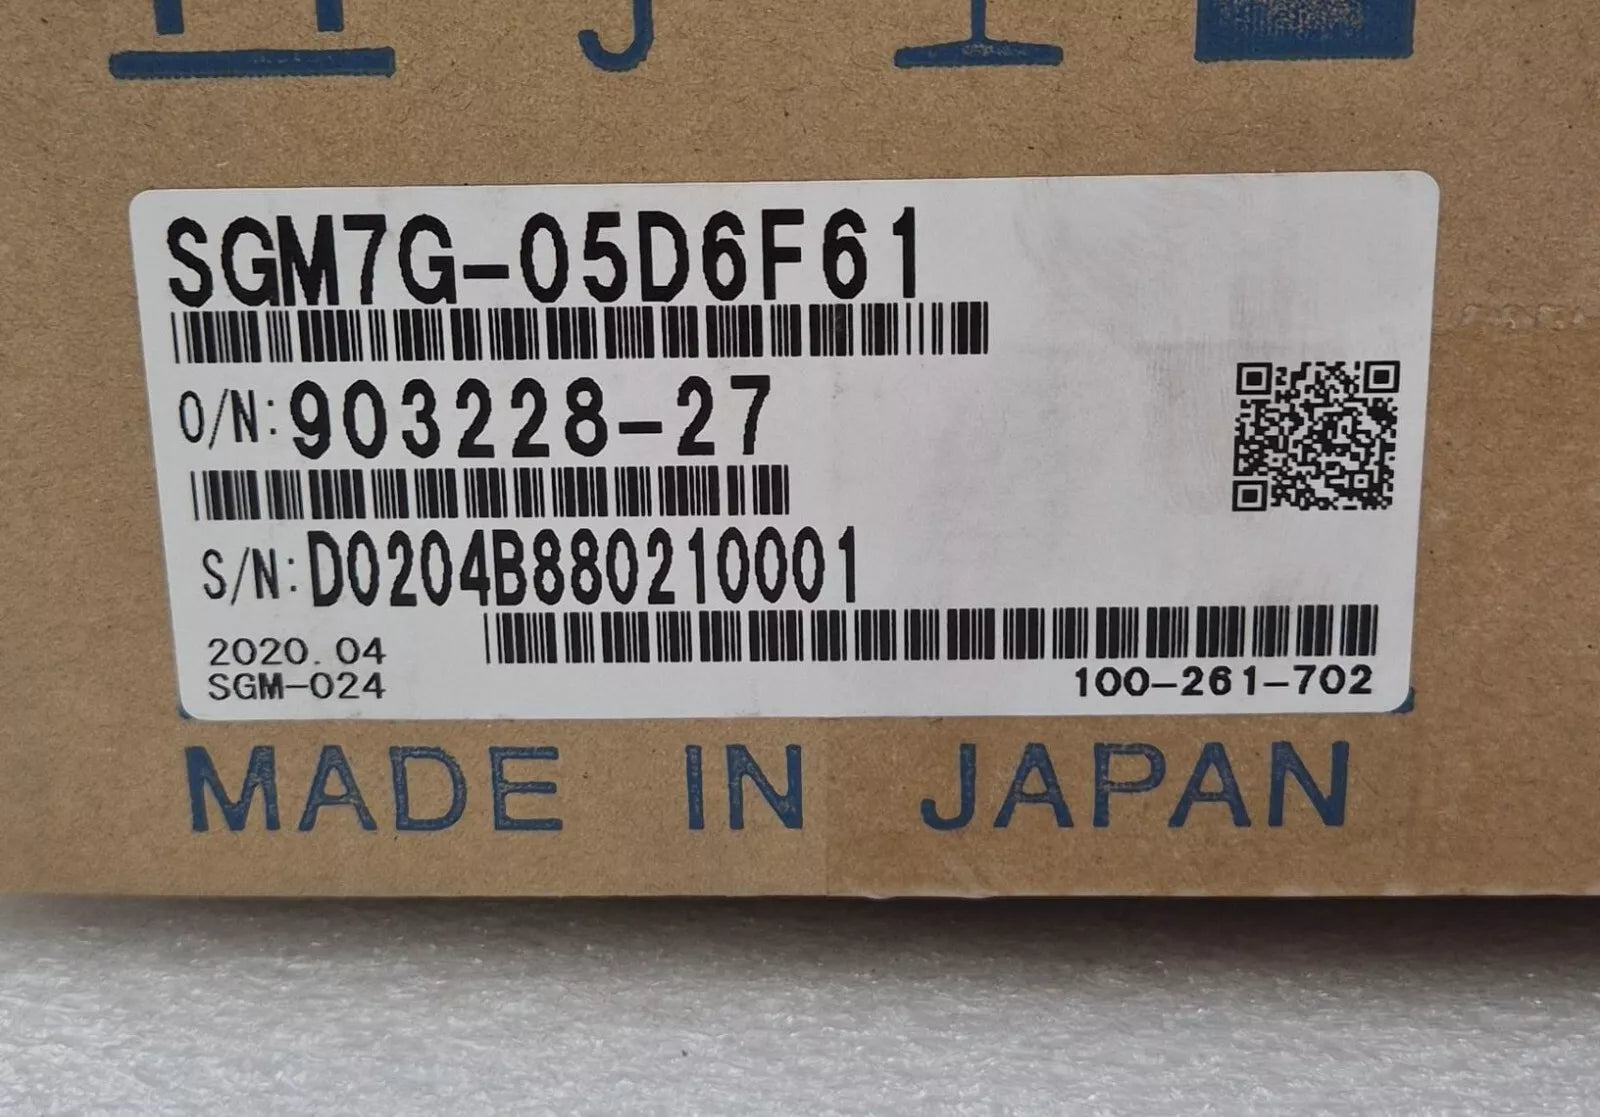 SGM7G-05D6F61
O/N:903228-27
S/N:D0204B880210001
2020.04
SGM-024
100-261-702
MADE IN JAPAN